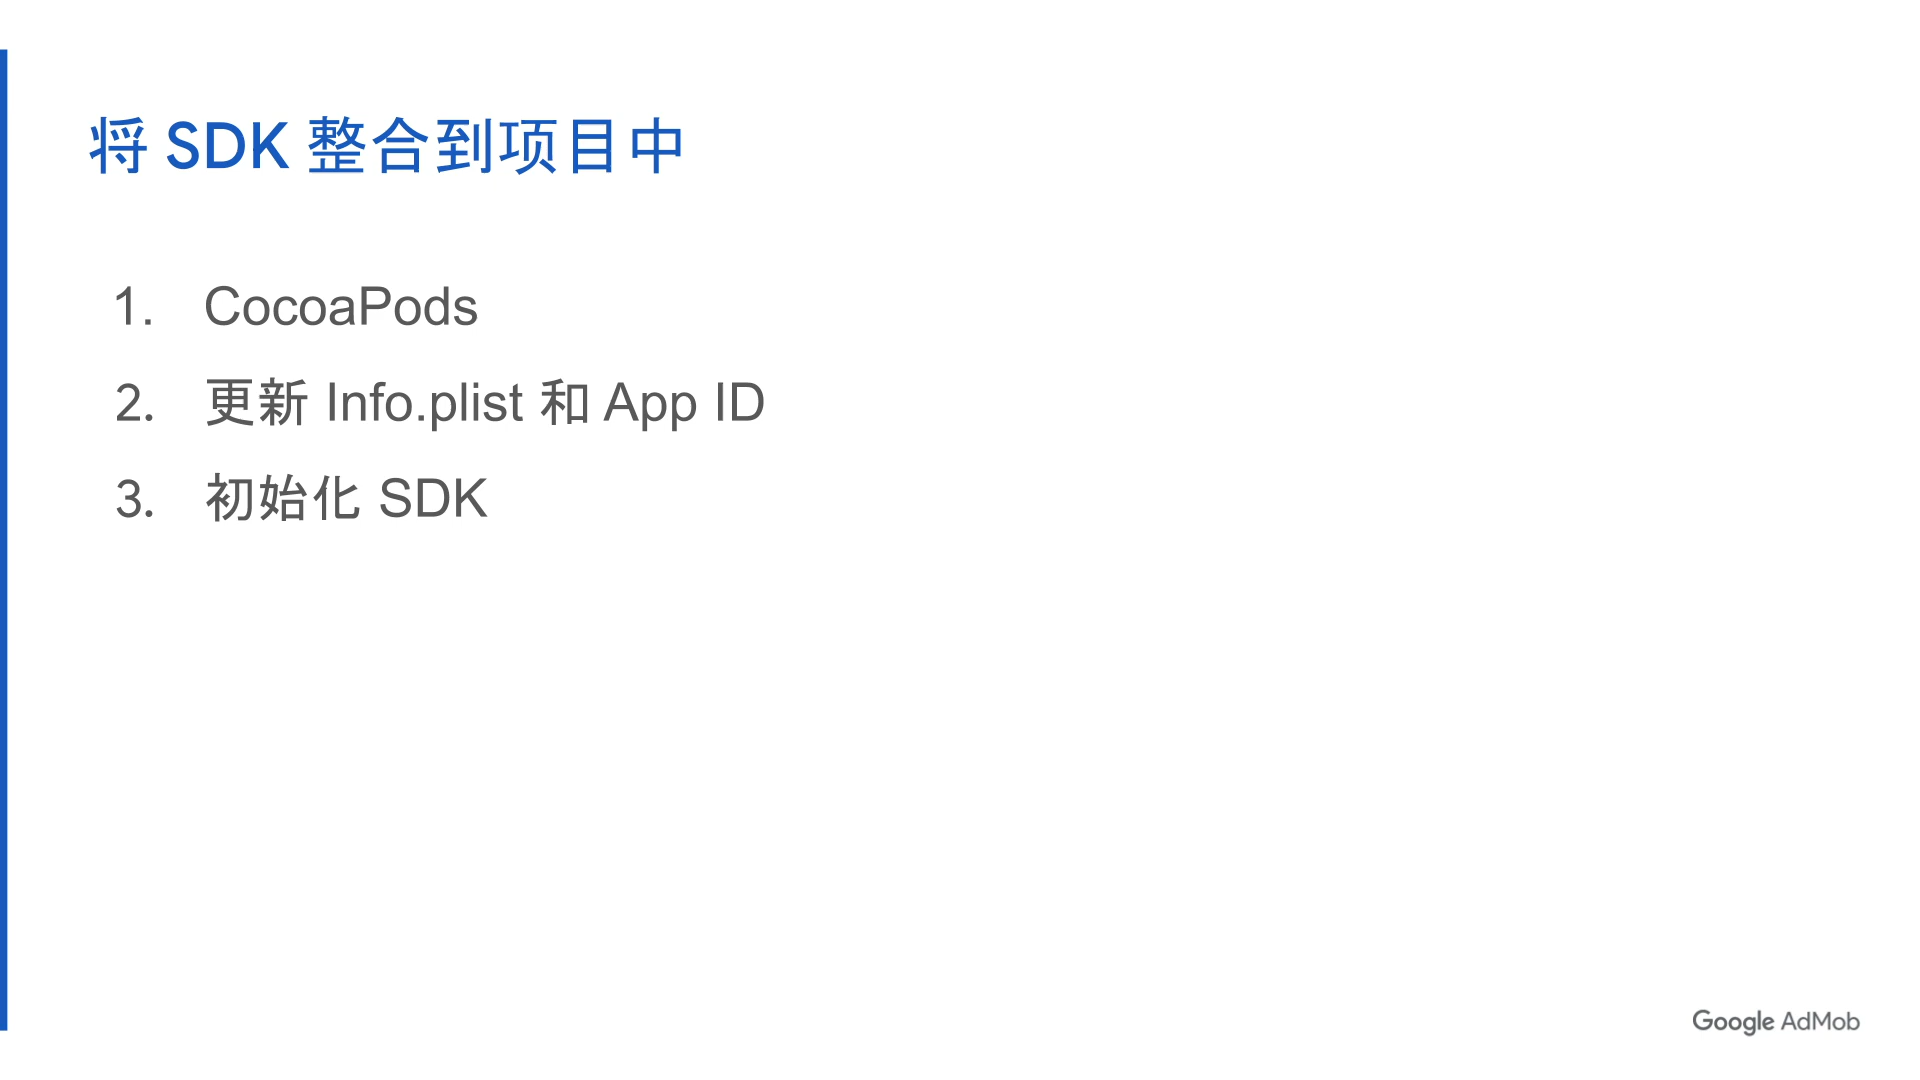 将 SDK 整合到项目中
1. CocoaPods
2. 更新 Info.plist 和 App ID
3. 初始化 SDK
Google AdMob